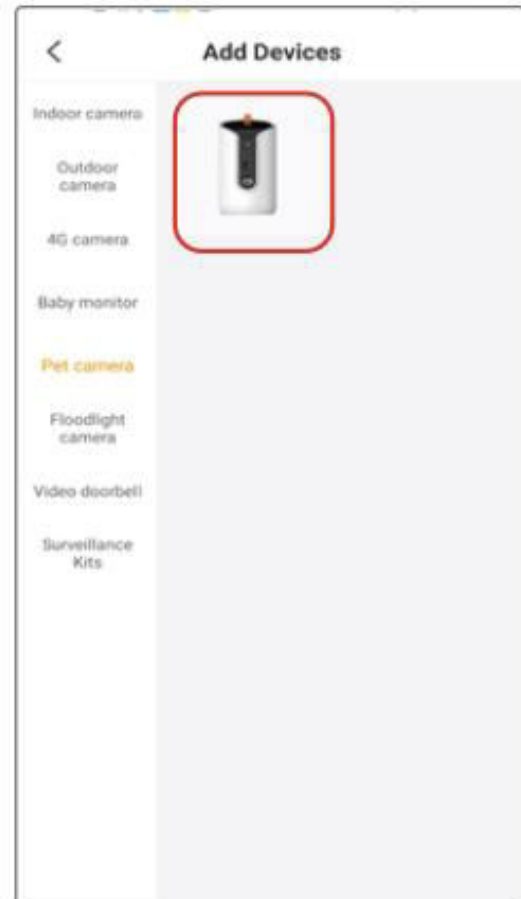 Add Devices
Indoor camera
Outdoor
camera
4G camera
Baby monitor
Pet camera
Floodlight
camera
Video doorbell
Surveillance
Kits